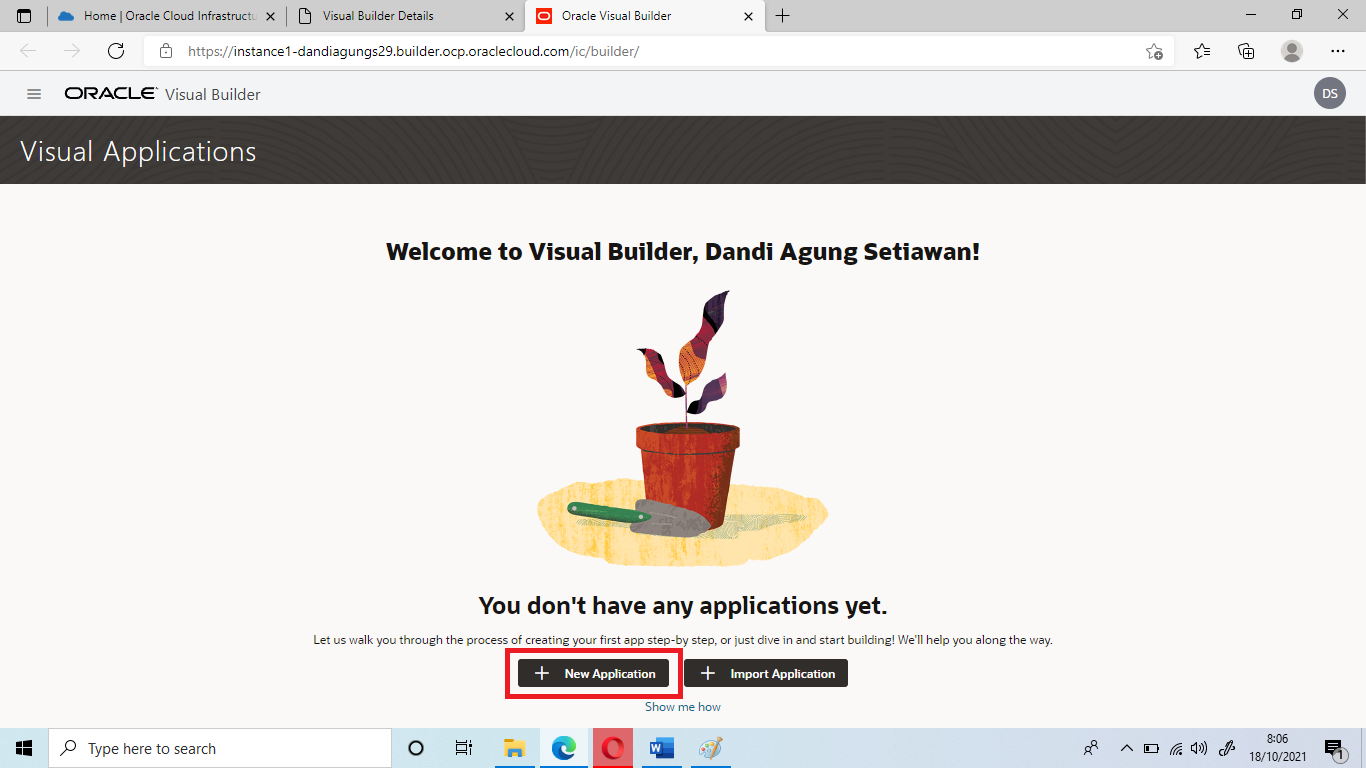 Home | Oracle Cloud Infrastructu
Visual Builder Details
Oracle Visual Builder
https://instance1-dandiagungs29.builder.ocp.oraclecloud.com/ic/builder/
ORACLE Visual Builder
DS
Visual Applications
Welcome to Visual Builder, Dandi Agung Setiawan!
You don't have any applications yet.
Let us walk you through the process of creating your first app step-by step, or just dive in and start building! We'll help you along the way.
New Application
Import Application
Show me how
Type here to search
8:06
18/10/2021
1